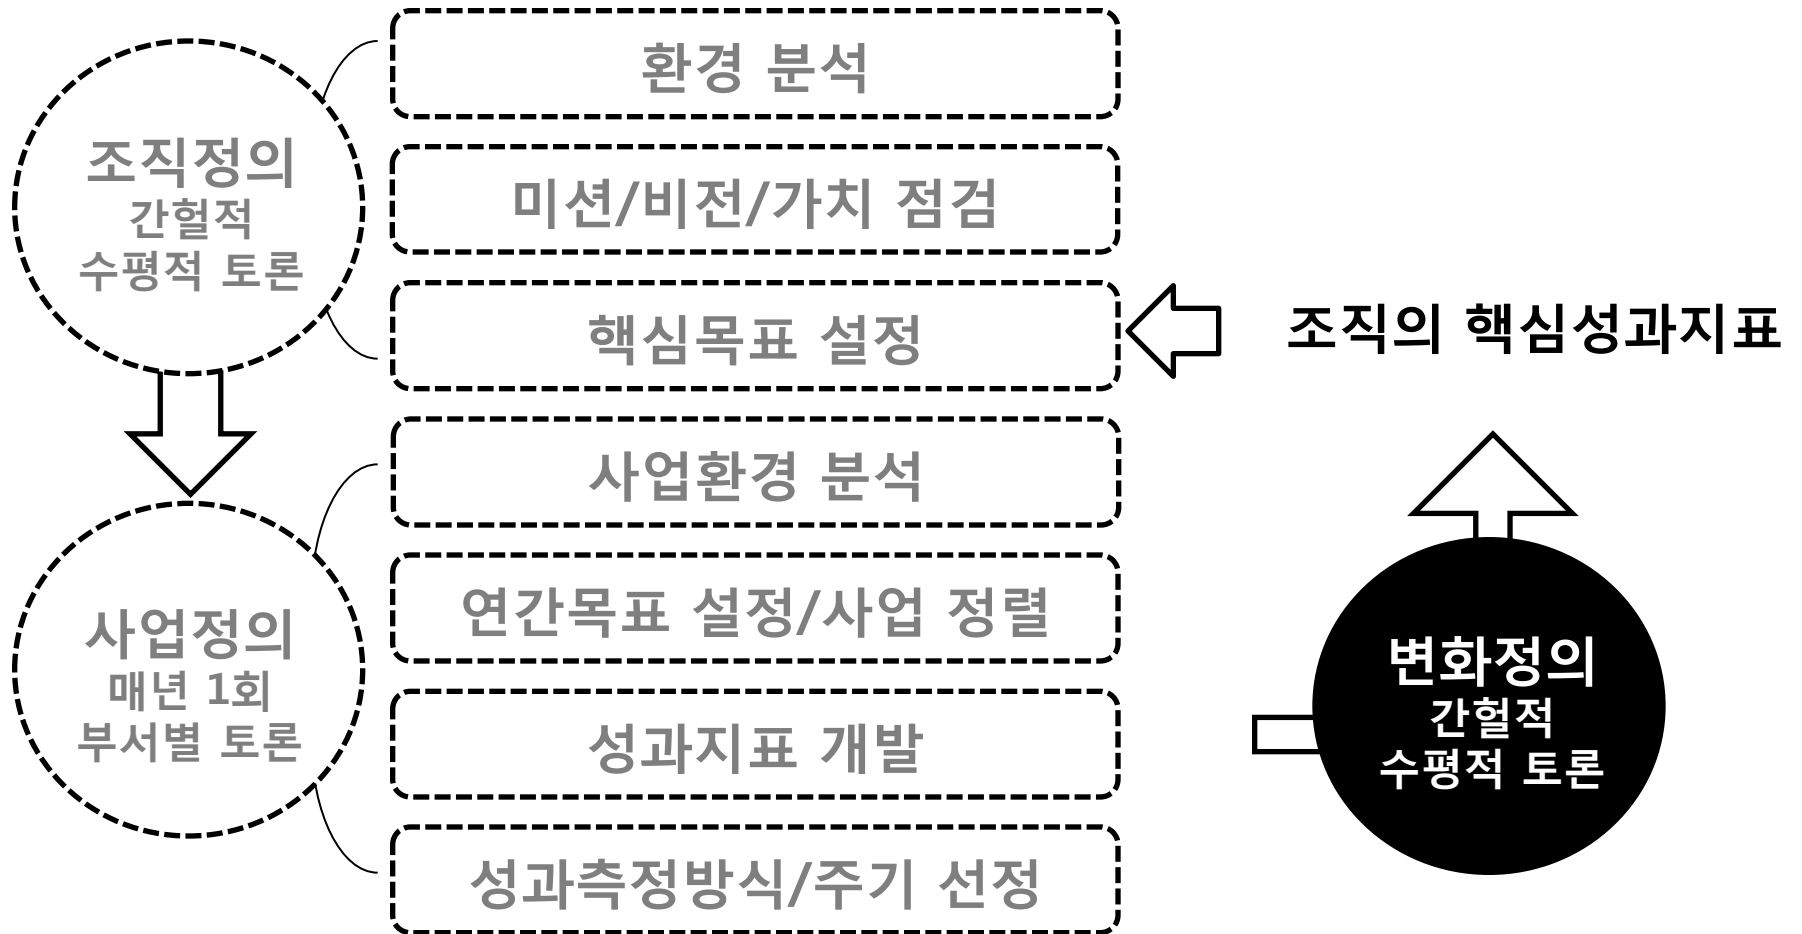 조직정의
간헐적
수평적 토론
환경 분석
미션/비전/가치 점검
핵심목표 설정
조직의 핵심성과지표
사업정의
매년 1회
부서별 토론
사업환경 분석
연간목표 설정/사업 정렬
성과지표 개발
성과측정방식/주기 선정
변화정의
간헐적
수평적 토론